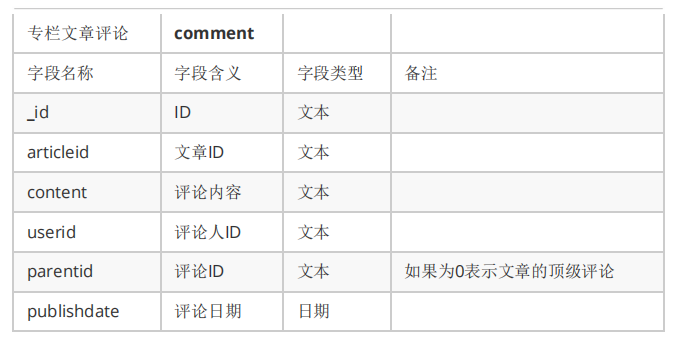 专栏文章评论 comment
字段名称 字段含义 字段类型 备注
_id ID 文本
articleid 文章ID 文本
content 评论内容 文本
userid 评论人ID 文本
parentid 评论ID 文本 如果为0表示文章的顶级评论
publishdate 评论日期 日期